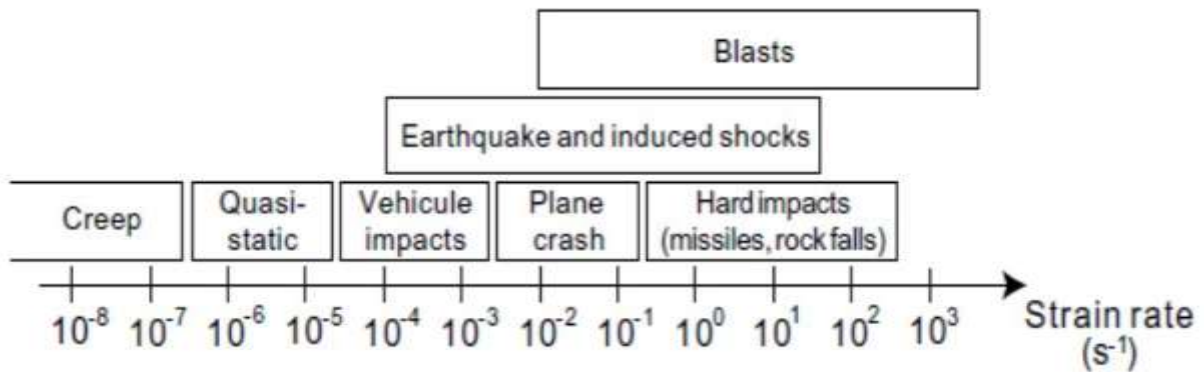 Blasts
Earthquake and induced shocks
Creep
Quasi-
static
Vehicule
impacts
Plane
crash
Hard impacts
(missiles, rock falls)
10⁻⁸ 10⁻⁷ 10⁻⁶ 10⁻⁵ 10⁻⁴ 10⁻³ 10⁻² 10⁻¹ 10⁰ 10¹ 10² 10³
Strain rate
(s⁻¹)